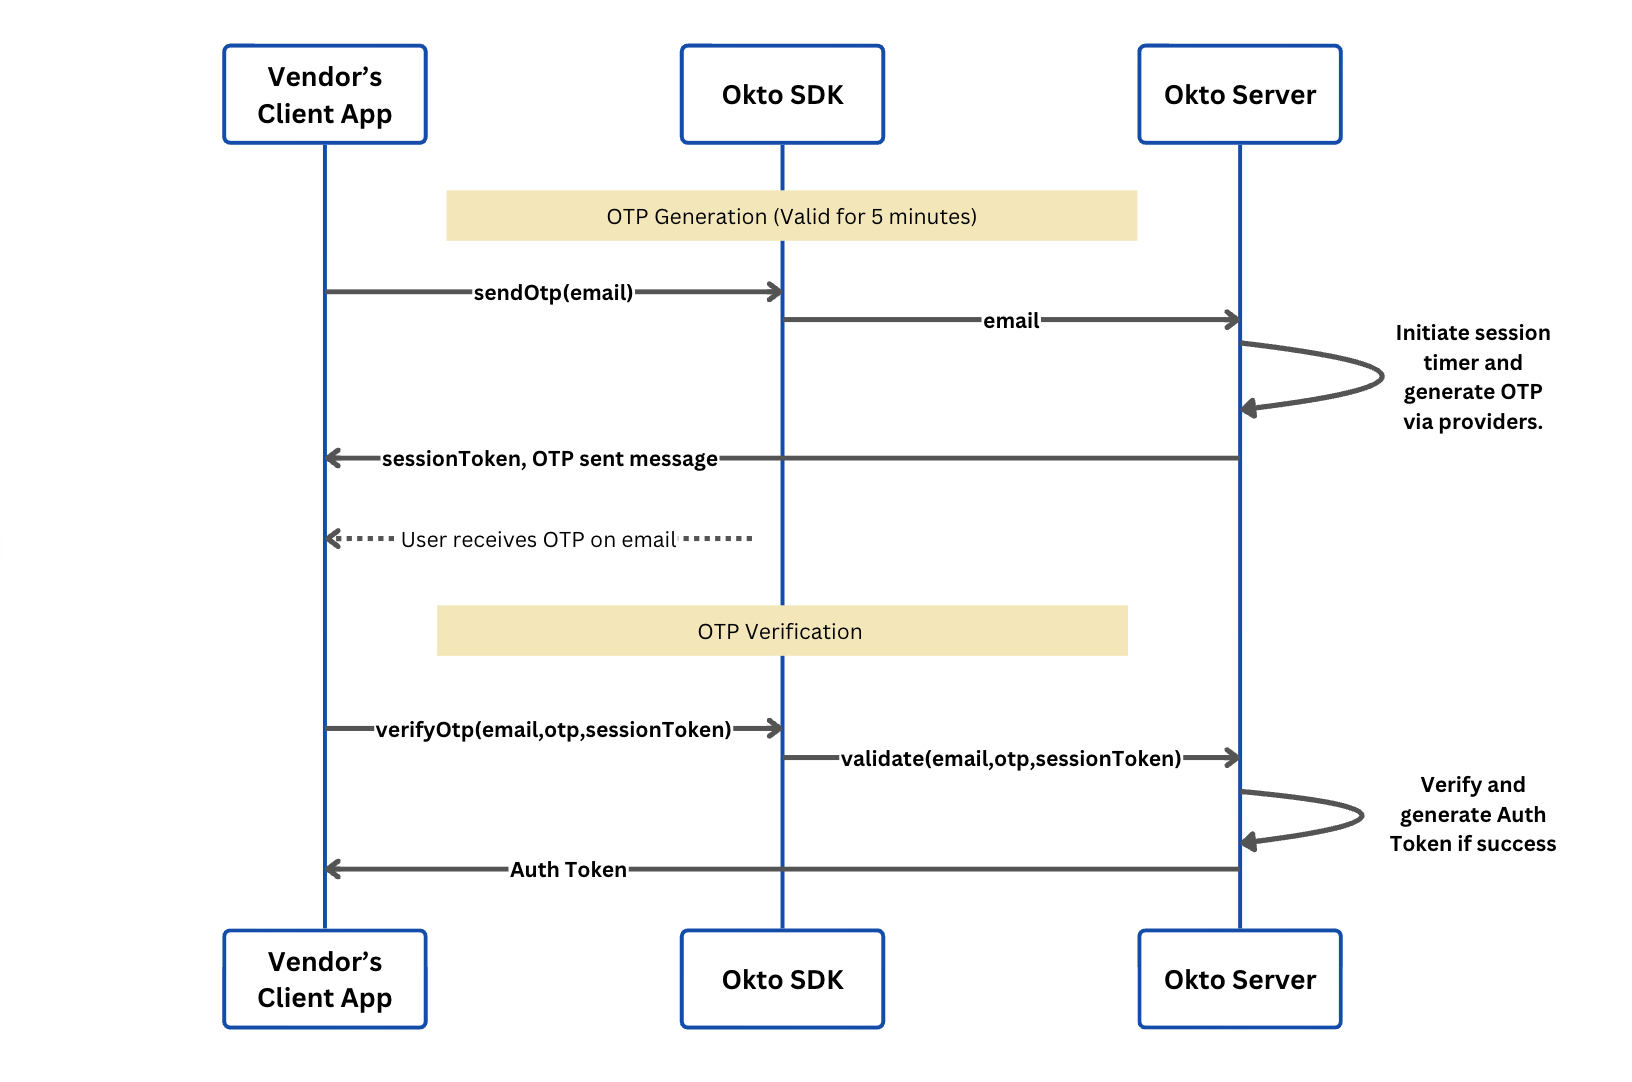 Vendor’s
Client App
Okto SDK
Okto Server
OTP Generation (Valid for 5 minutes)
sendOtp(email)
email
Initiate session
timer and
generate OTP
via providers.
sessionToken, OTP sent message
User receives OTP on email
OTP Verification
verifyOtp(email,otp,sessionToken)
validate(email,otp,sessionToken)
Verify and
generate Auth
Token if success
Auth Token
Vendor’s
Client App
Okto SDK
Okto Server